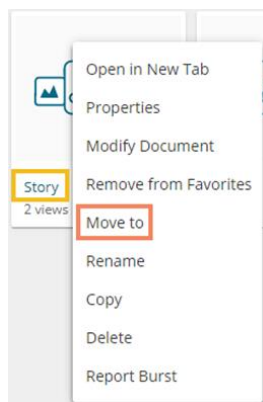 Open in New Tab
Properties
Modify Document
Remove from Favorites
Move to
Rename
Copy
Delete
Report Burst
Story
2 views